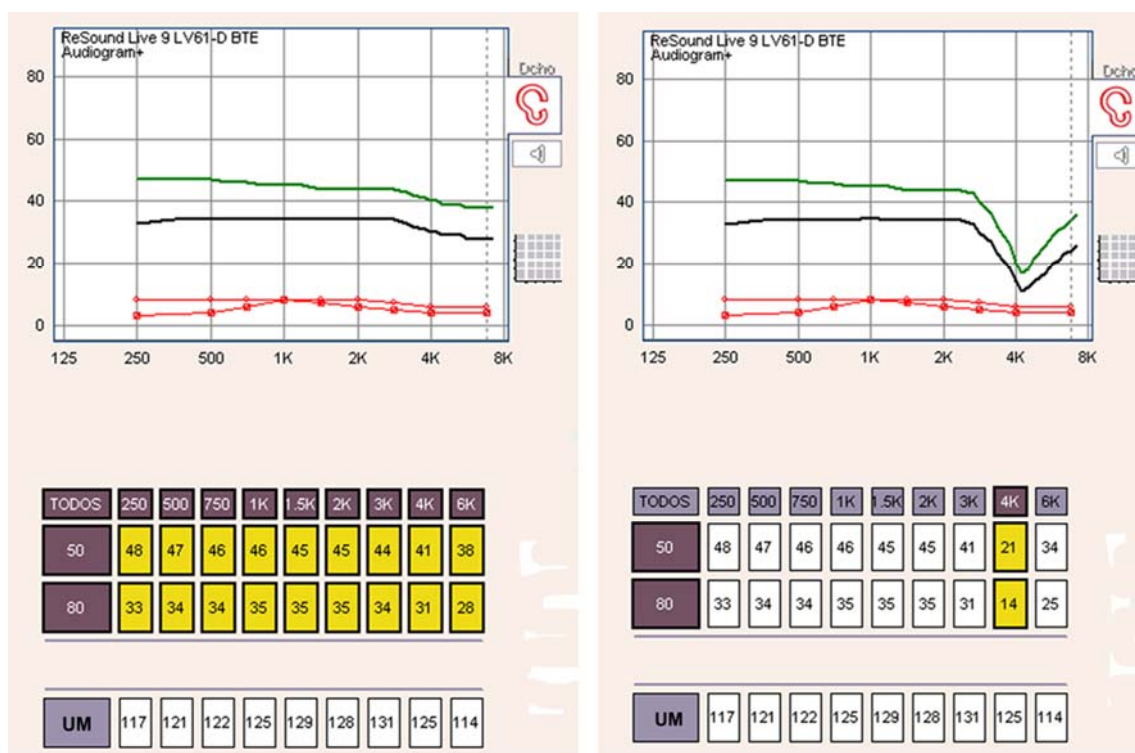 ReSound Live 9 LV61-D BTE
Audiogram+
Dcho
80
60
40
20
0
125 250 500 1K 2K 4K 8K
TODOS 250 500 750 1K 1.5K 2K 3K 4K 6K
50 48 47 46 46 45 45 44 41 38
80 33 34 34 35 35 35 34 31 28
UM 117 121 122 125 129 128 131 125 114
ReSound Live 9 LV61-D BTE
Audiogram+
Dcho
80
60
40
20
0
125 250 500 1K 2K 4K 8K
TODOS 250 500 750 1K 1.5K 2K 3K 4K 6K
50 48 47 46 46 45 45 41 21 34
80 33 34 34 35 35 35 31 14 25
UM 117 121 122 125 129 128 131 125 114